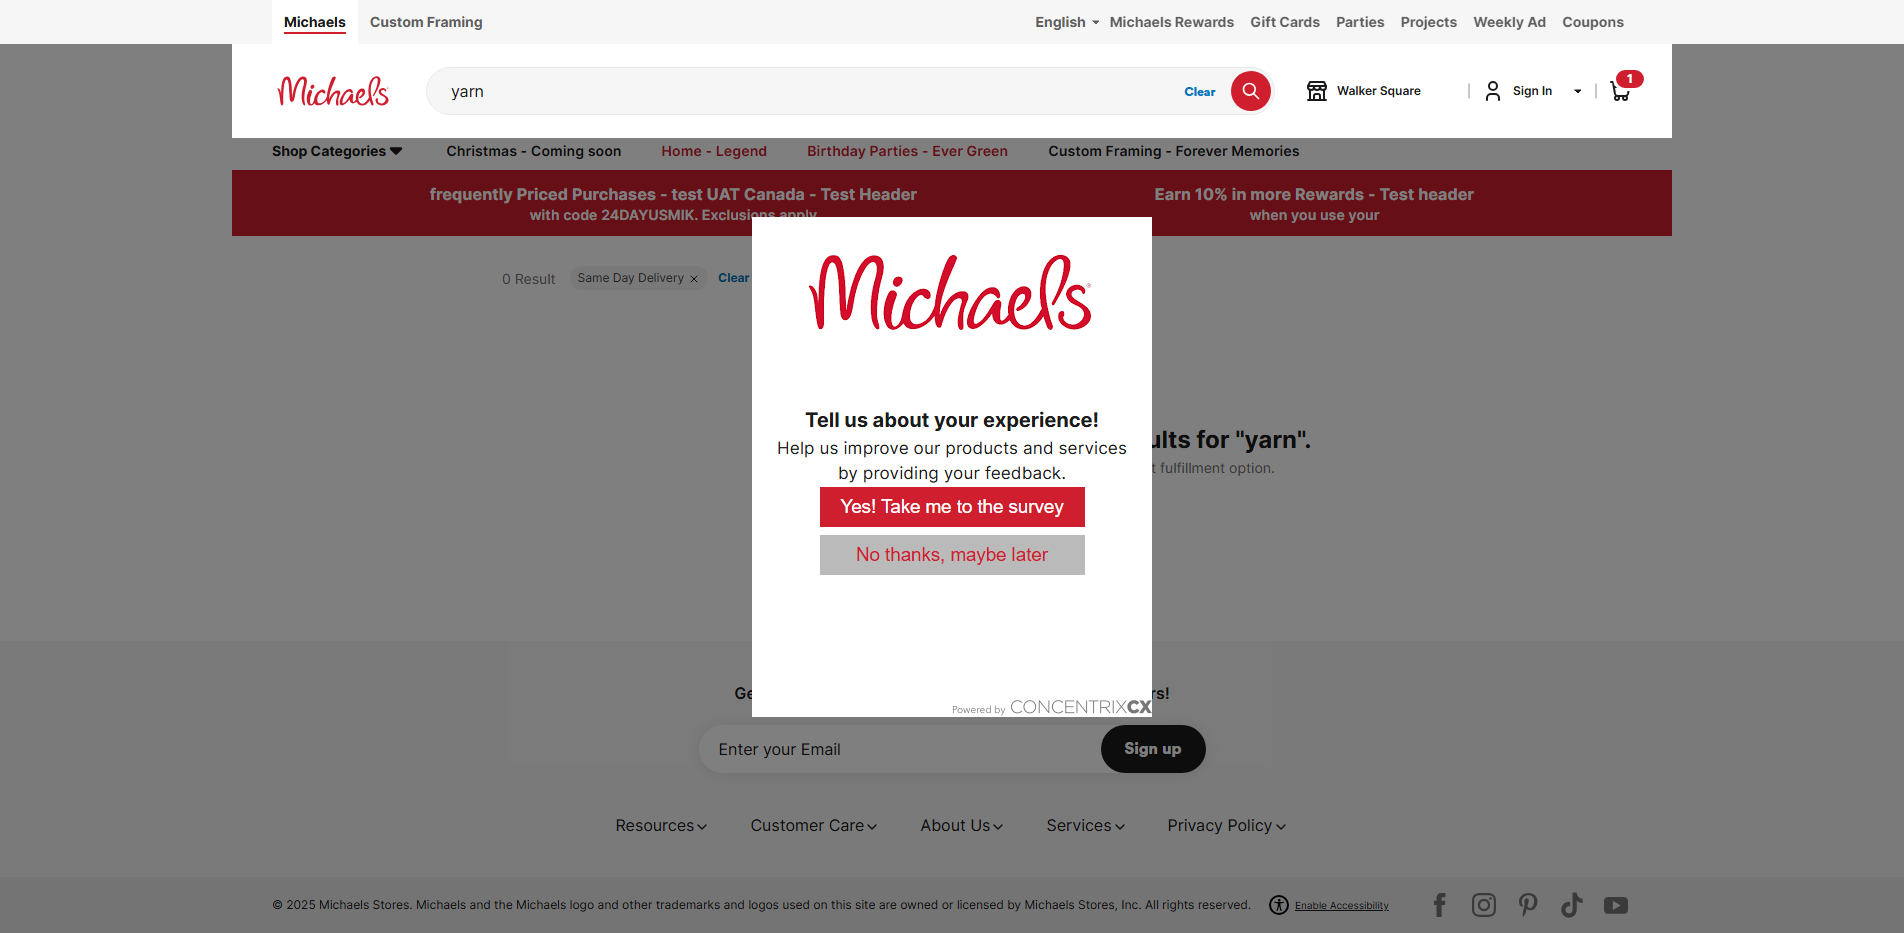 Michaels
Custom Framing
English
Michaels Rewards
Gift Cards
Parties
Projects
Weekly Ad
Coupons
Michaels
yarn
Clear
Walker Square
Sign In
1
Shop Categories
Christmas - Coming soon
Home - Legend
Birthday Parties - Ever Green
Custom Framing - Forever Memories
frequently Priced Purchases - test UAT Canada - Test Header
with code 24DAYUSMIK. Exclusions apply
Earn 10% in more Rewards - Test header
when you use your
0 Result
Same Day Delivery
Clear
Michaels
Tell us about your experience!
Help us improve our products and services
by providing your feedback.
Yes! Take me to the survey
No thanks, maybe later
for "yarn".
fulfillment option.
Powered by CONCENTRIXCX
Enter your Email
Sign up
Resources
Customer Care
About Us
Services
Privacy Policy
© 2025 Michaels Stores. Michaels and the Michaels logo and other trademarks and logos used on this site are owned or licensed by Michaels Stores, Inc. All rights reserved.
Enable Accessibility